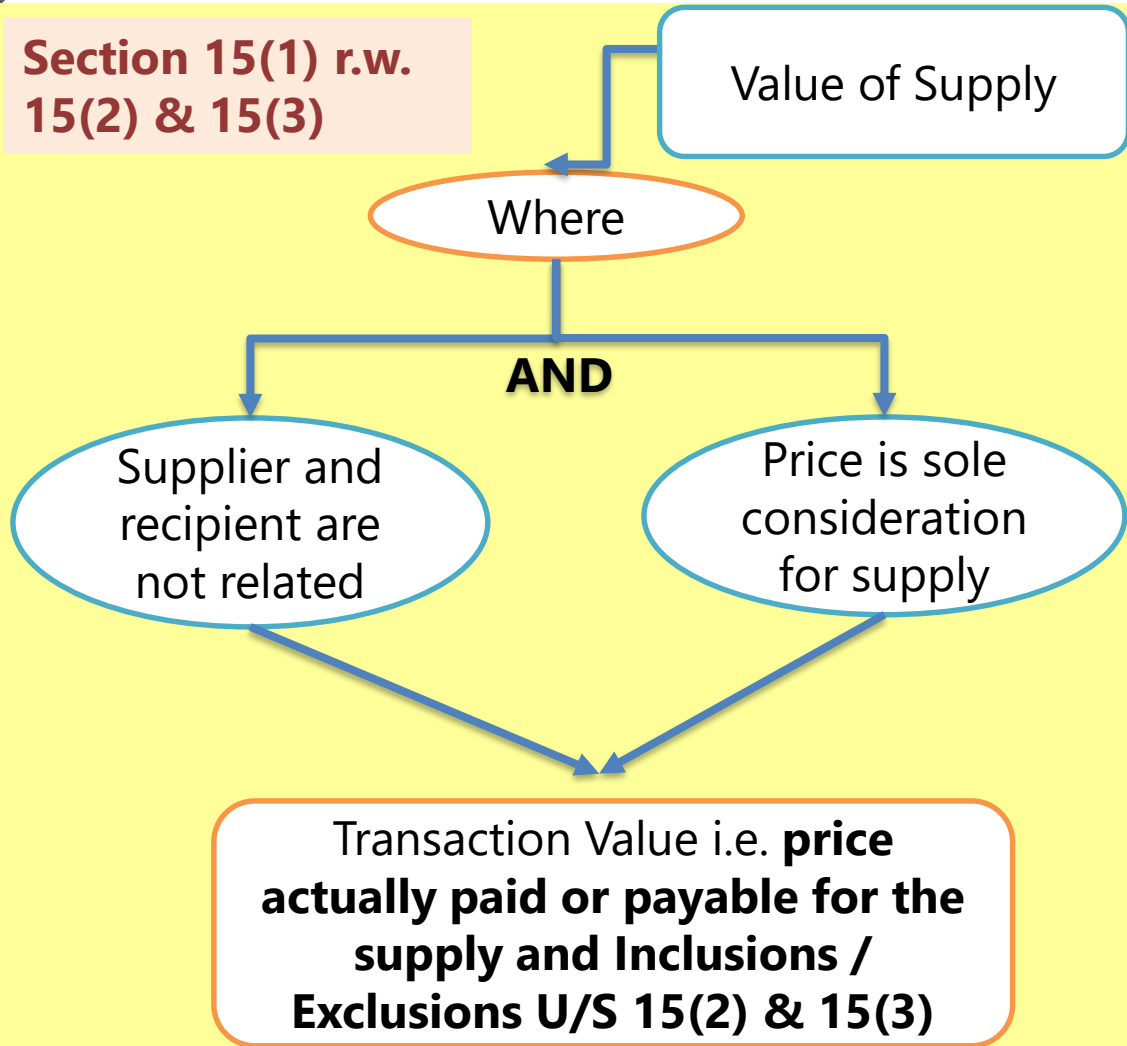 Section 15(1) r.w.
15(2) & 15(3)
Value of Supply
Where
AND
Supplier and
recipient are
not related
Price is sole
consideration
for supply
Transaction Value i.e. price
actually paid or payable for the
supply and Inclusions /
Exclusions U/S 15(2) & 15(3)